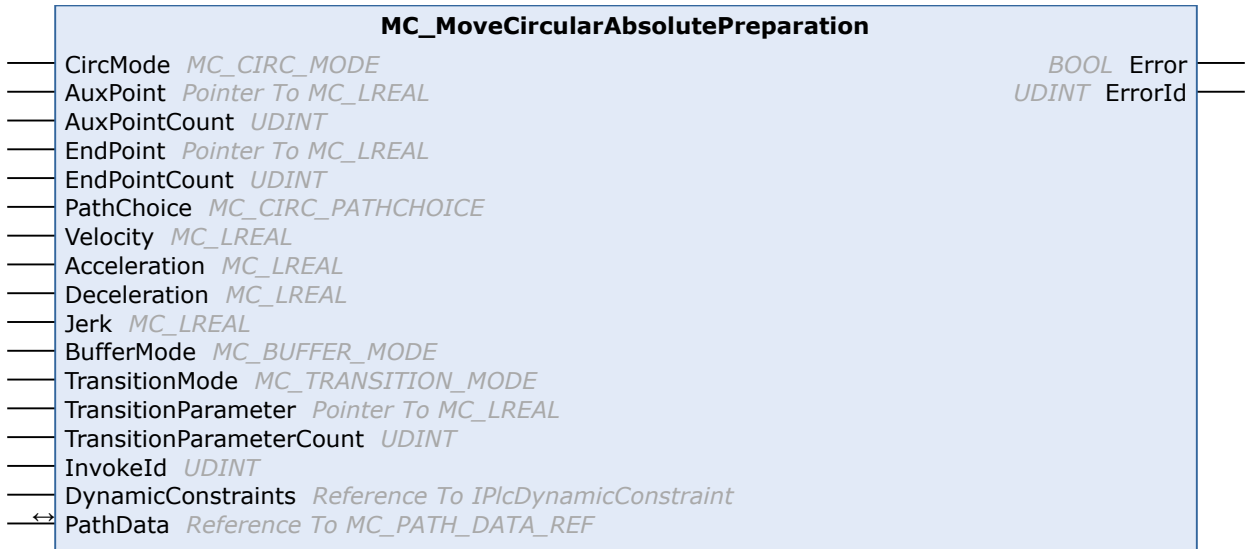 MC_MoveCircularAbsolutePreparation
CircMode MC_CIRC_MODE BOOL Error
AuxPoint Pointer To MC_LREAL UDINT ErrorId
AuxPointCount UDINT
EndPoint Pointer To MC_LREAL
EndPointCount UDINT
PathChoice MC_CIRC_PATHCHOICE
Velocity MC_LREAL
Acceleration MC_LREAL
Deceleration MC_LREAL
Jerk MC_LREAL
BufferMode MC_BUFFER_MODE
TransitionMode MC_TRANSITION_MODE
TransitionParameter Pointer To MC_LREAL
TransitionParameterCount UDINT
InvokeId UDINT
DynamicConstraints Reference To IPlcDynamicConstraint
PathData Reference To MC_PATH_DATA_REF